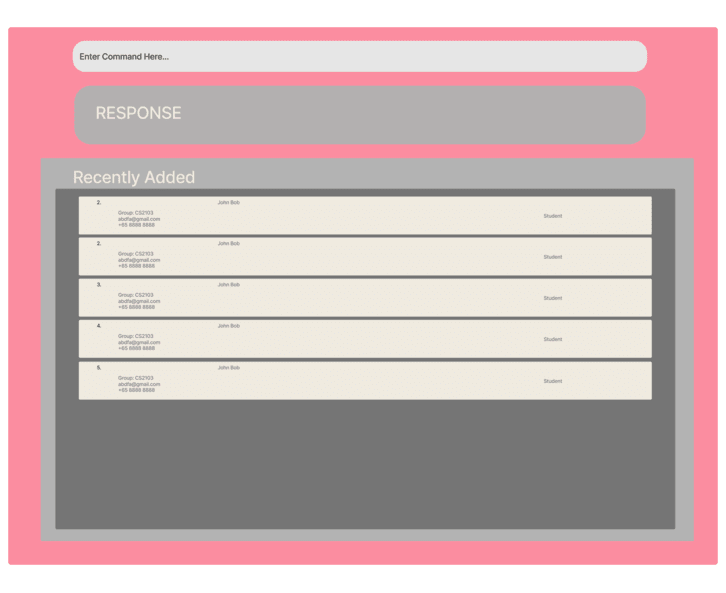 Enter Command Here...
RESPONSE
Recently Added
2. John Bob
Group: CS2103
abdfa@gmail.com
Student
+65 8888 8888
2. John Bob
Group: CS2103
abdfa@gmail.com
Student
+65 8888 8888
3. John Bob
Group: CS2103
abdfa@gmail.com
Student
+65 8888 8888
4. John Bob
Group: CS2103
abdfa@gmail.com
Student
+65 8888 8888
5. John Bob
Group: CS2103
abdfa@gmail.com
Student
+65 8888 8888